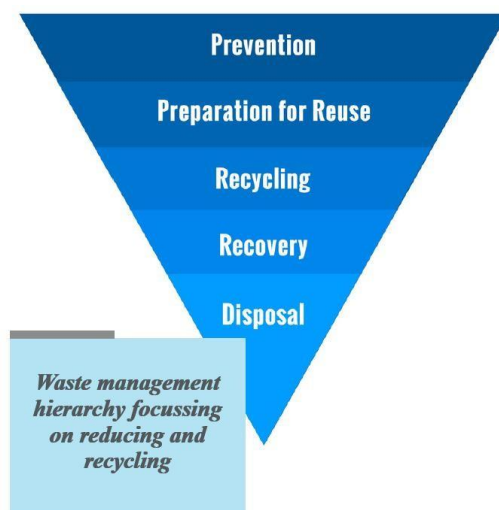 Prevention
Preparation for Reuse
Recycling
Recovery
Disposal
Waste management
hierarchy focussing
on reducing and
recycling